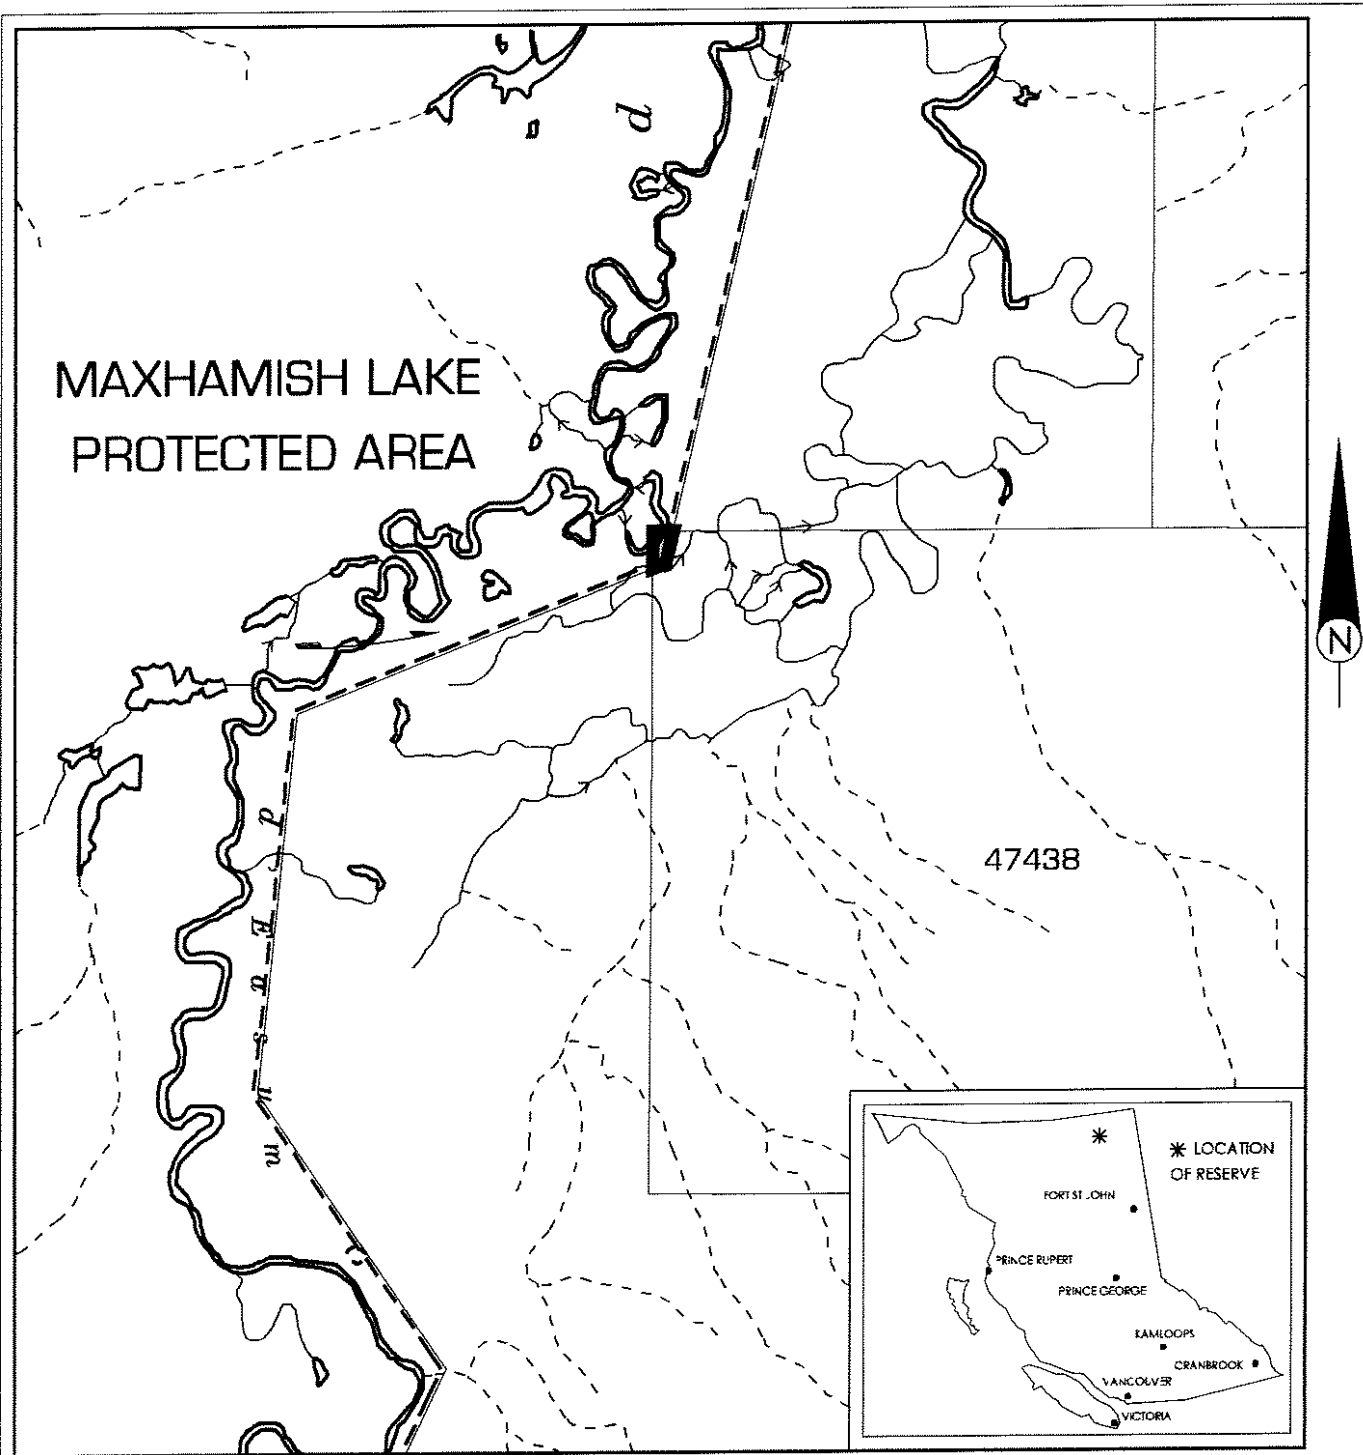 MAXHAMISH LAKE
PROTECTED AREA
47438
N
✳ LOCATION
OF RESERVE
FORT ST JOHN
PRINCE RUPERT
PRINCE GEORGE
KAMLOOPS
CRANBROOK
VANCOUVER
VICTORIA